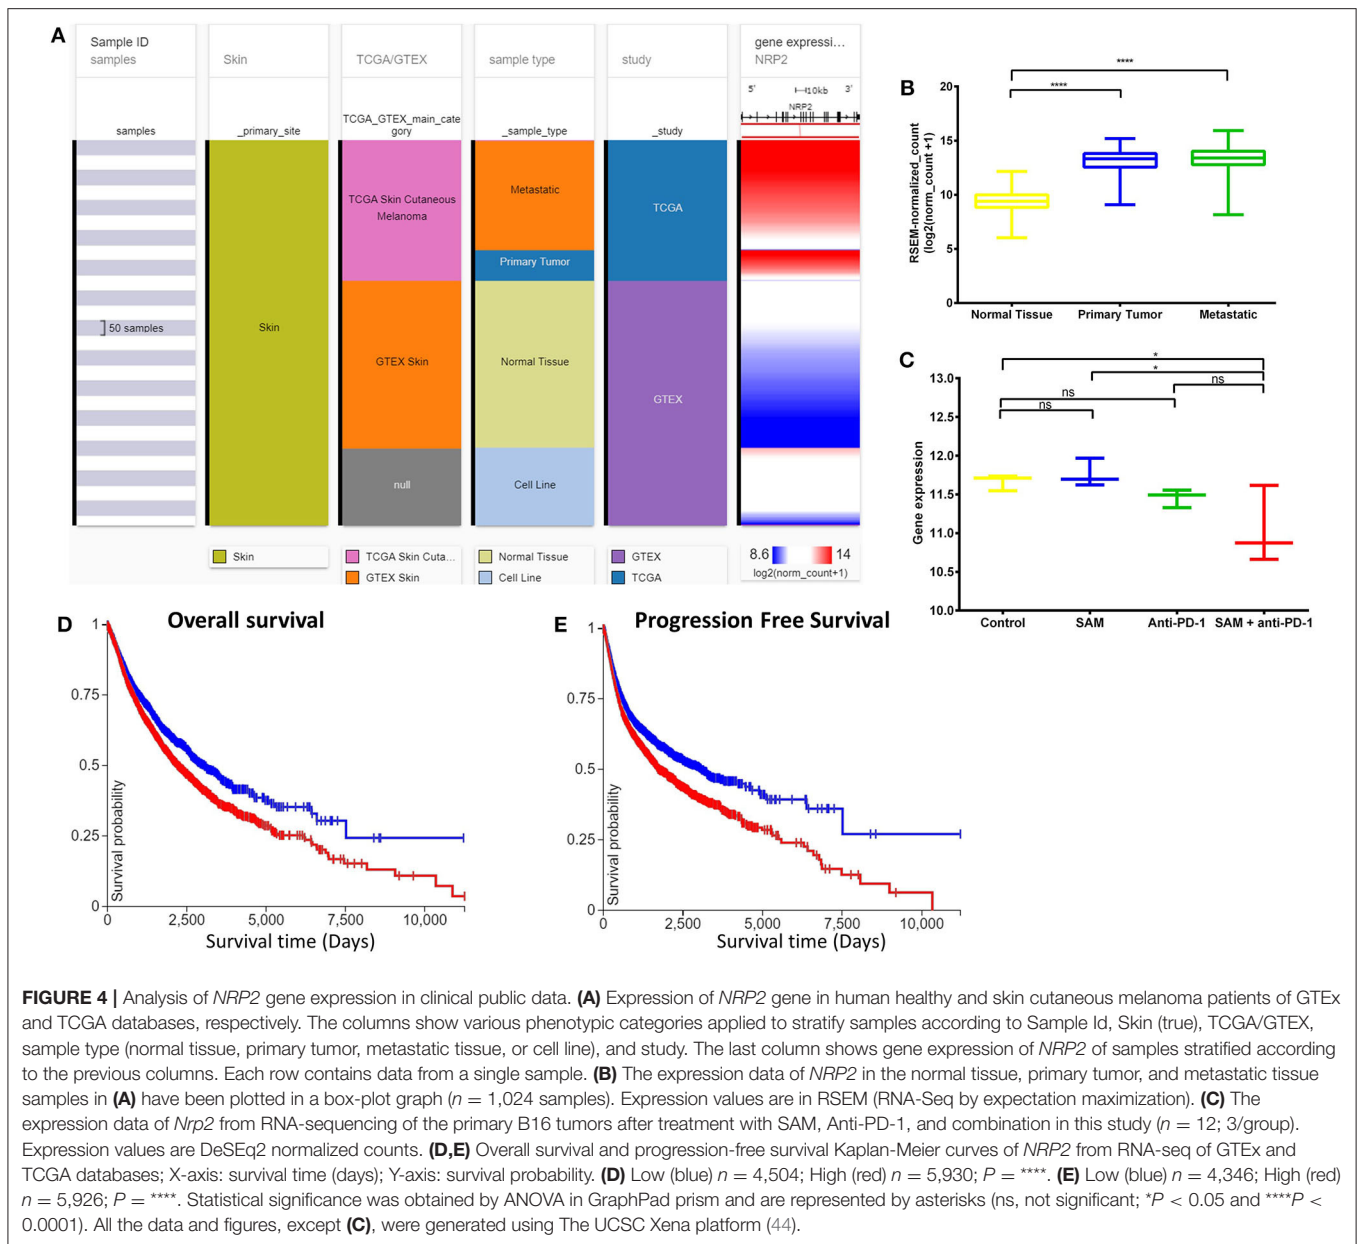 A
Sample ID
samples
Skin
TCGA/GTEX
sample type
study
gene expressi...
NRP2
5'
10kb
3'
NRP2
samples
_primary_site
TCGA_GTEX_main_cate
gory
_sample_type
_study
50 samples
Skin
TCGA Skin Cutaneous
Melanoma
GTEX Skin
null
Metastatic
Primary Tumor
Normal Tissue
Cell Line
TCGA
GTEX
Skin
TCGA Skin Cuta...
GTEX Skin
Normal Tissue
Cell Line
GTEX
TCGA
8.6
14
log2(norm_count+1)
B
****
****
RSEM-normalized_count
(log2(norm_count +1)
20
15
10
5
0
Normal Tissue
Primary Tumor
Metastatic
C
*
*
ns
ns
ns
Gene expression
13.0
12.5
12.0
11.5
11.0
10.5
10.0
Control
SAM
Anti-PD-1
SAM + anti-PD-1
D
Overall survival
1
0.75
0.5
0.25
0
Survival probability
0
2,500
5,000
7,500
10,000
Survival time (Days)
E
Progression Free Survival
1
0.75
0.5
0.25
0
Survival probability
0
2,500
5,000
7,500
10,000
Survival time (Days)
FIGURE 4 | Analysis of NRP2 gene expression in clinical public data. (A) Expression of NRP2 gene in human healthy and skin cutaneous melanoma patients of GTEx
and TCGA databases, respectively. The columns show various phenotypic categories applied to stratify samples according to Sample Id, Skin (true), TCGA/GTEX,
sample type (normal tissue, primary tumor, metastatic tissue, or cell line), and study. The last column shows gene expression of NRP2 of samples stratified according
to the previous columns. Each row contains data from a single sample. (B) The expression data of NRP2 in the normal tissue, primary tumor, and metastatic tissue
samples in (A) have been plotted in a box-plot graph (n = 1,024 samples). Expression values are in RSEM (RNA-Seq by expectation maximization). (C) The
expression data of Nrp2 from RNA-sequencing of the primary B16 tumors after treatment with SAM, Anti-PD-1, and combination in this study (n = 12; 3/group).
Expression values are DeSEq2 normalized counts. (D,E) Overall survival and progression-free survival Kaplan-Meier curves of NRP2 from RNA-seq of GTEx and
TCGA databases; X-axis: survival time (days); Y-axis: survival probability. (D) Low (blue) n = 4,504; High (red) n = 5,930; P = ****. (E) Low (blue) n = 4,346; High (red)
n = 5,926; P = ****. Statistical significance was obtained by ANOVA in GraphPad prism and are represented by asterisks (ns, not significant; *P < 0.05 and ****P <
0.0001). All the data and figures, except (C), were generated using The UCSC Xena platform (44).